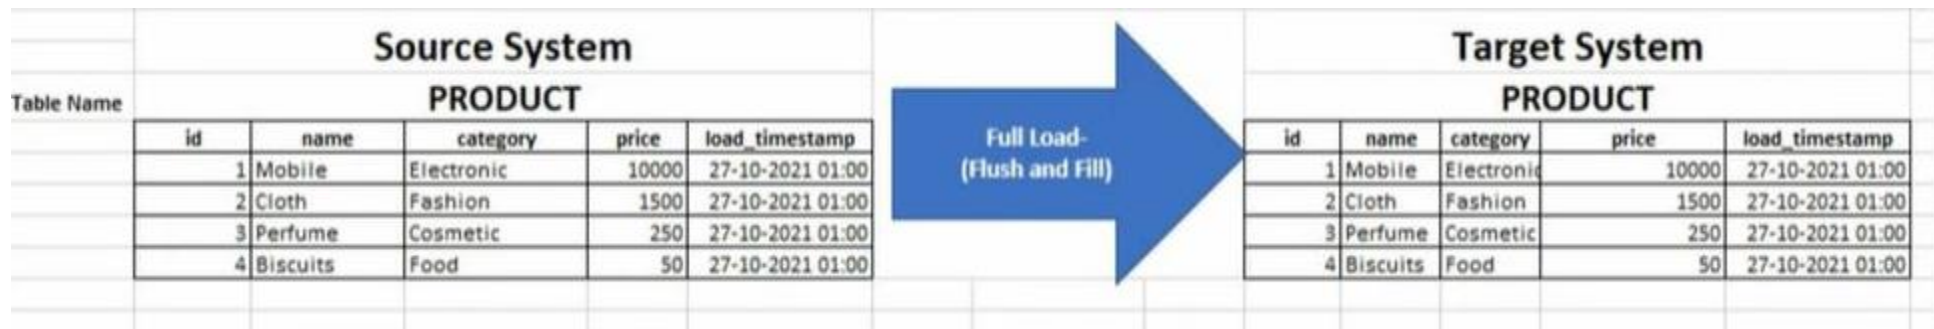 Source System
Target System
Table Name
PRODUCT
PRODUCT
id name category price load_timestamp
1 Mobile Electronic 10000 27-10-2021 01:00
2 Cloth Fashion 1500 27-10-2021 01:00
3 Perfume Cosmetic 250 27-10-2021 01:00
4 Biscuits Food 50 27-10-2021 01:00
Full Load-
(Flush and Fill)
id name category price load_timestamp
1 Mobile Electronic 10000 27-10-2021 01:00
2 Cloth Fashion 1500 27-10-2021 01:00
3 Perfume Cosmetic 250 27-10-2021 01:00
4 Biscuits Food 50 27-10-2021 01:00